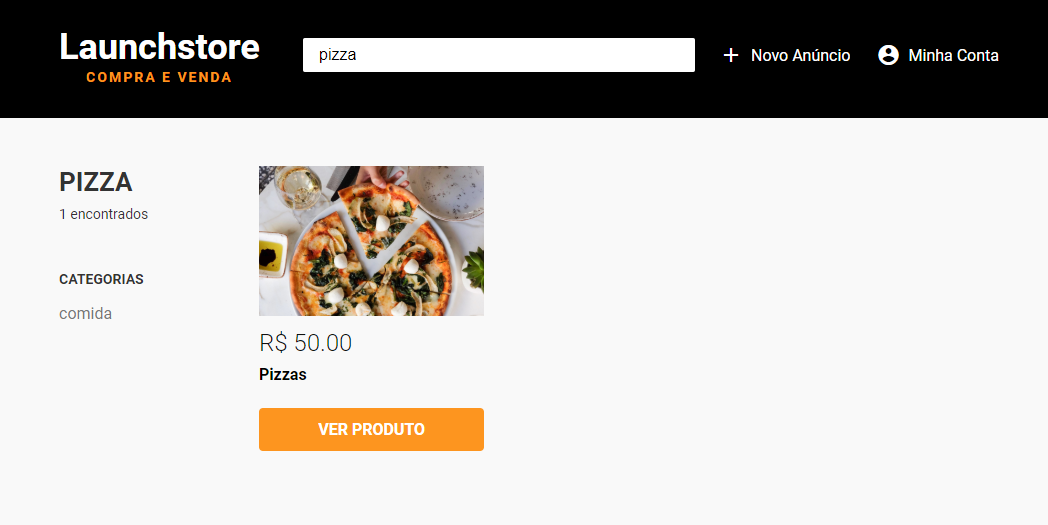 Launchstore
COMPRA E VENDA
pizza
Novo Anúncio
Minha Conta
PIZZA
1 encontrados
CATEGORIAS
comida
R$ 50.00
Pizzas
VER PRODUTO